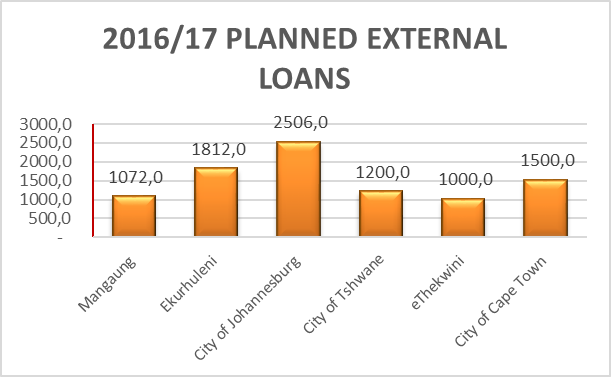 2016/17 PLANNED EXTERNAL
LOANS
3000,0
2500,0
2000,0
1500,0
1000,0
500,0
-
1072,0
1812,0
2506,0
1200,0
1000,0
1500,0
Mangaung
Ekurhuleni
City of Johannesburg
City of Tshwane
eThekwini
City of Cape Town